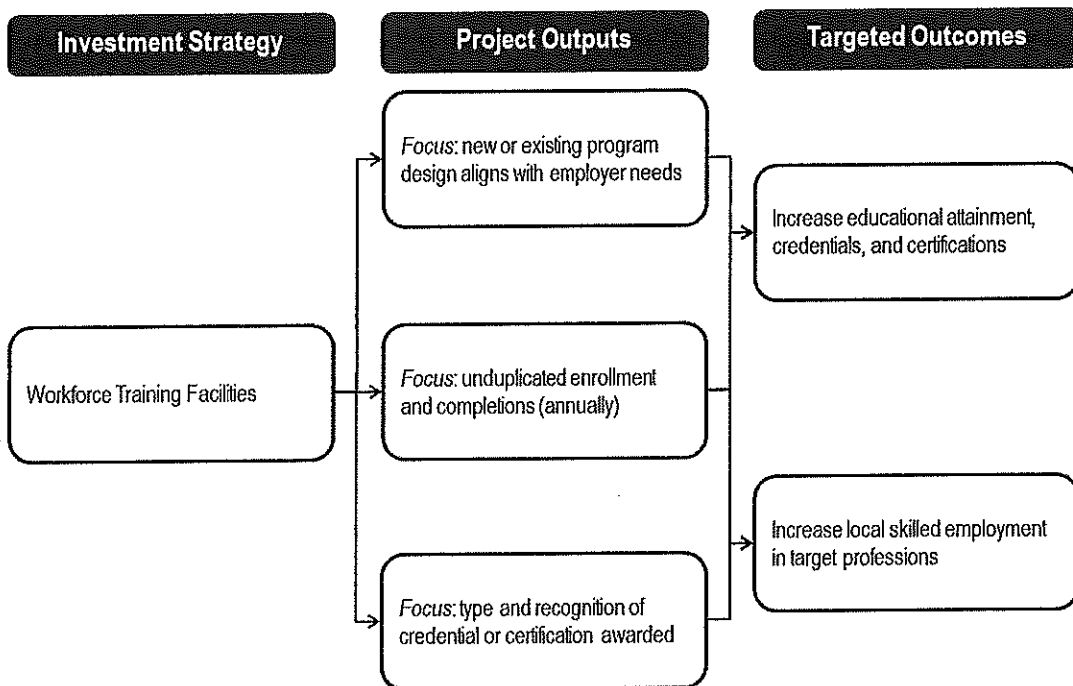 Investment Strategy
Project Outputs
Targeted Outcomes
Focus: new or existing program
design aligns with employer needs
Increase educational attainment,
credentials, and certifications
Workforce Training Facilities
Focus: unduplicated enrollment
and completions (annually)
Increase local skilled employment
in target professions
Focus: type and recognition of
credential or certification awarded